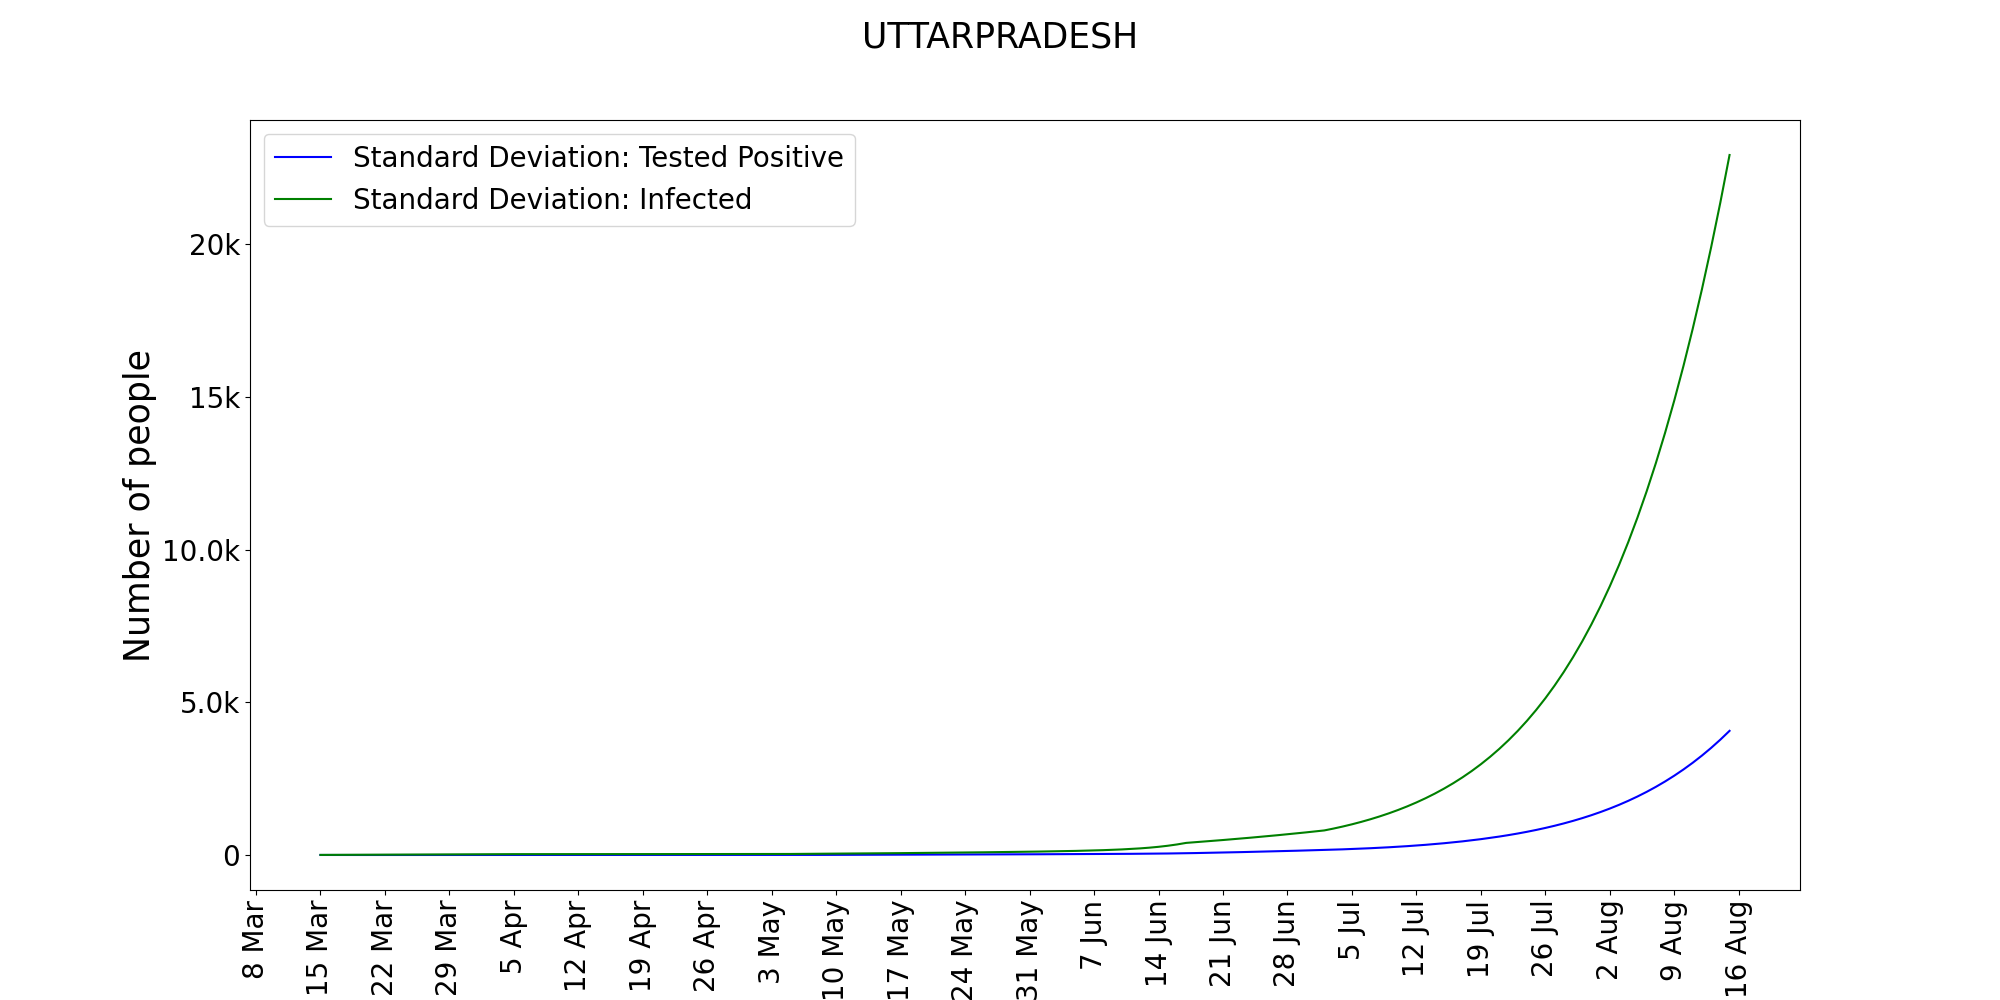 UTTARPRADESH
Standard Deviation: Tested Positive
Standard Deviation: Infected
Number of people
20k
15k
10.0k
5.0k
0
8 Mar
15 Mar
22 Mar
29 Mar
5 Apr
12 Apr
19 Apr
26 Apr
3 May
10 May
17 May
24 May
31 May
7 Jun
14 Jun
21 Jun
28 Jun
5 Jul
12 Jul
19 Jul
26 Jul
2 Aug
9 Aug
16 Aug